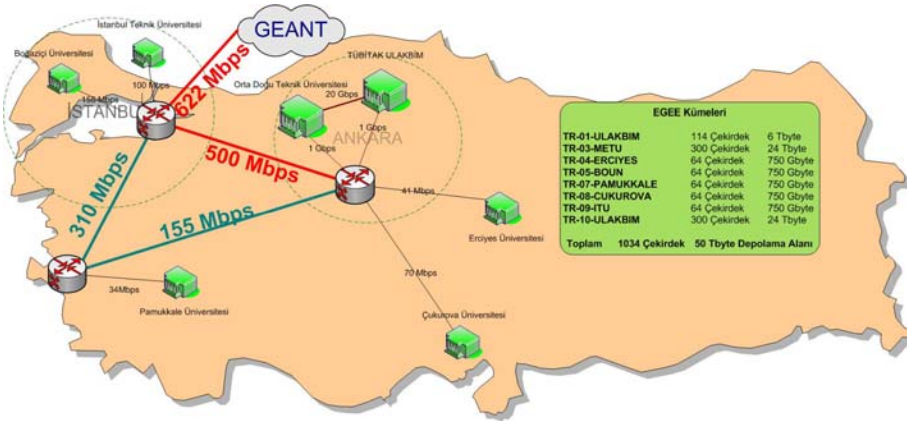 GEANT
İstanbul Teknik Üniversitesi
Boğaziçi Üniversitesi
TÜBİTAK ULAKBİM
Orta Doğu Teknik Üniversitesi
622 Mbps
100 Mbps
155 Mbps
İSTANBUL
20 Gbps
1 Gbps
1 Gbps
ANKARA
500 Mbps
310 Mbps
155 Mbps
41 Mbps
Erciyes Üniversitesi
70 Mbps
34Mbps
Pamukkale Üniversitesi
Çukurova Üniversitesi
EGEE Kümeleri
TR-01-ULAKBIM 114 Çekirdek 6 Tbyte
TR-03-METU 300 Çekirdek 24 Tbyte
TR-04-ERCIYES 64 Çekirdek 750 Gbyte
TR-05-BOUN 64 Çekirdek 750 Gbyte
TR-07-PAMUKKALE 64 Çekirdek 750 Gbyte
TR-08-CUKUROVA 64 Çekirdek 750 Gbyte
TR-09-ITU 64 Çekirdek 750 Gbyte
TR-10-ULAKBIM 300 Çekirdek 24 Tbyte
Toplam 1034 Çekirdek 50 Tbyte Depolama Alanı